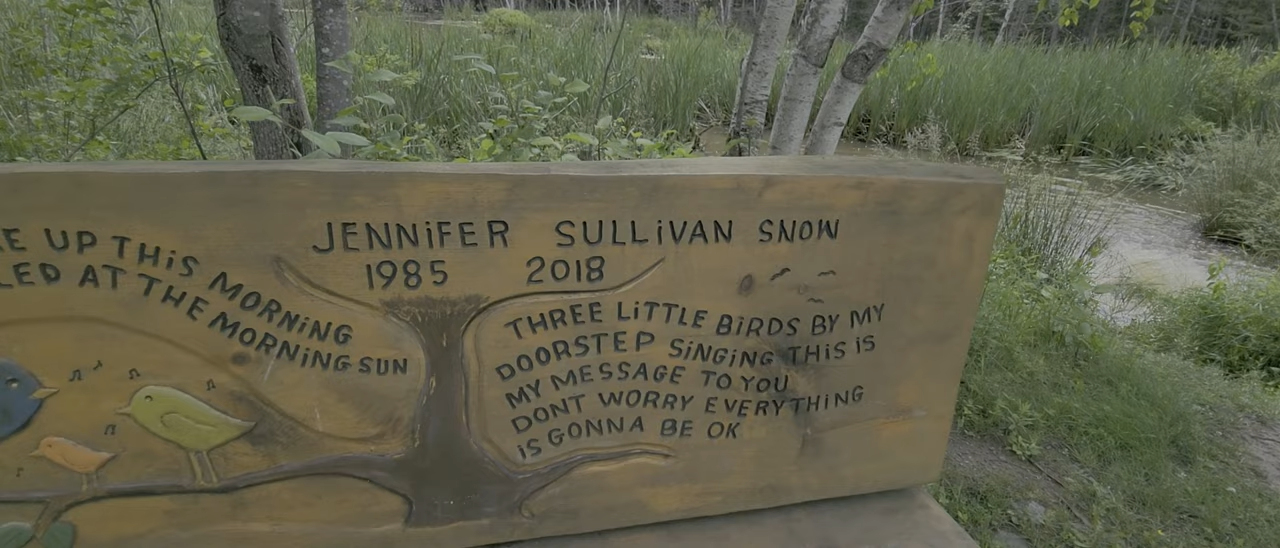 E UP THiS MORNiNG
LED AT THE MORNiNG SUN
JENNiFER SULLiVAN SNOW
1985 2018
THREE LiTTLE BiRDS BY MY
DOORSTEP SiNGiNG THiS iS
MY MESSAGE TO YOU
DONT WORRY EVERYTHING
iS GONNA BE OK